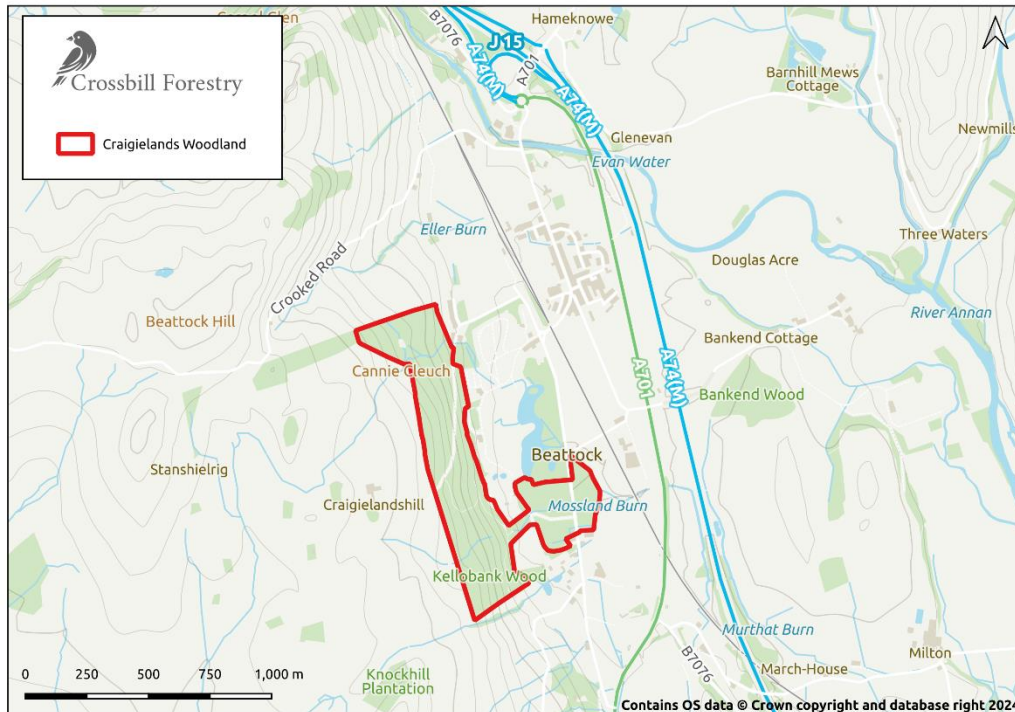 Crossbill Forestry
Craigielands Woodland
B7076
Hameknowe
J 15
A701
A74(M)
A74(M)
Barnhill Mews
Cottage
Glenevan
Newmills
Evan Water
Eller Burn
Crooked Road
Three Waters
Douglas Acre
River Annan
Beattock Hill
Cannie Cleuch
Bankend Cottage
A701
A74(M)
Bankend Wood
Beattock
Stanshielrig
Craigielandshill
Mossland Burn
Kellobank Wood
Murthat Burn
B7076
March-House
Milton
Knockhill
Plantation
0 250 500 750 1,000 m
Contains OS data © Crown copyright and database right 2024